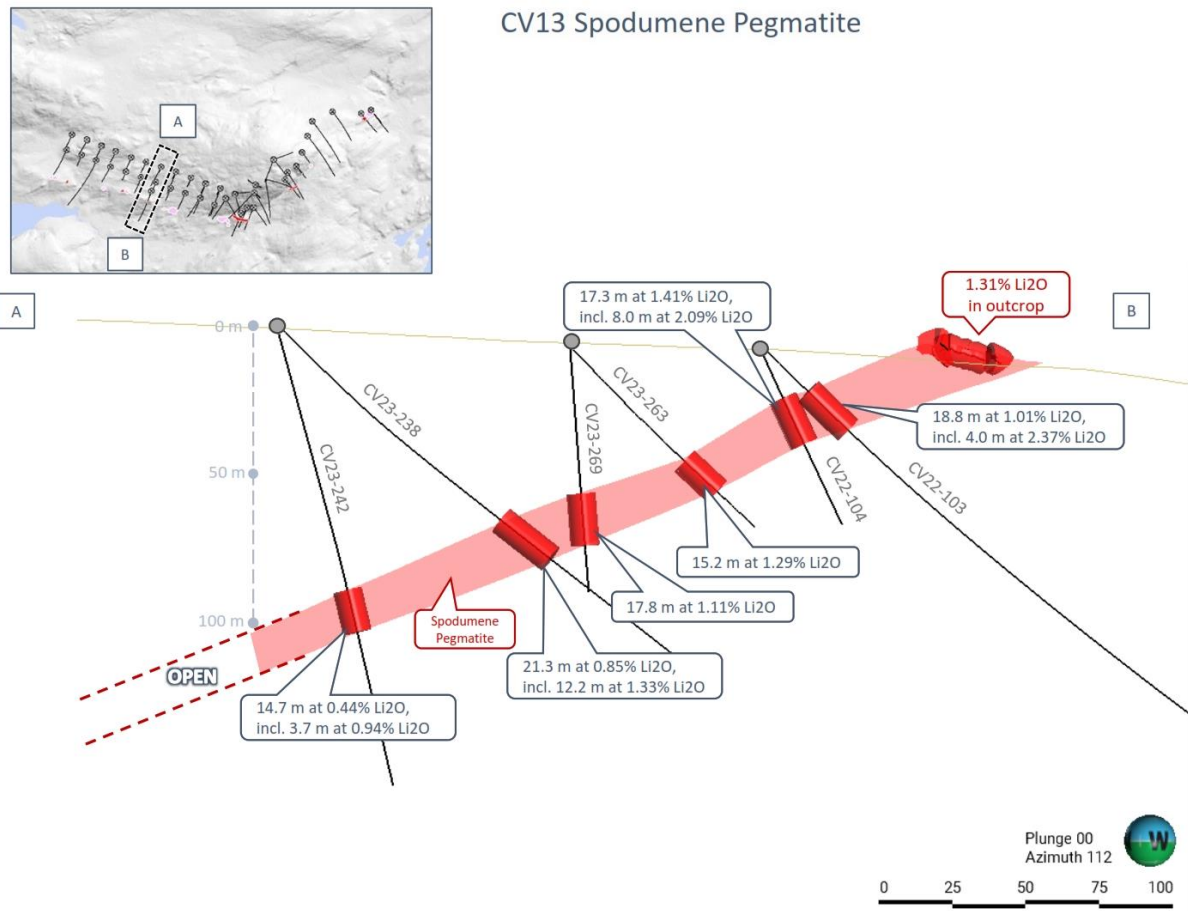 CV13 Spodumene Pegmatite
A
B
A
B
0 m
50 m
100 m
17.3 m at 1.41% Li2O,
incl. 8.0 m at 2.09% Li2O
1.31% Li2O
in outcrop
CV23-238
CV23-242
CV23-269
CV23-263
CV22-104
CV22-103
18.8 m at 1.01% Li2O,
incl. 4.0 m at 2.37% Li2O
15.2 m at 1.29% Li2O
17.8 m at 1.11% Li2O
Spodumene
Pegmatite
21.3 m at 0.85% Li2O,
incl. 12.2 m at 1.33% Li2O
OPEN
14.7 m at 0.44% Li2O,
incl. 3.7 m at 0.94% Li2O
Plunge 00
Azimuth 112
W
0 25 50 75 100